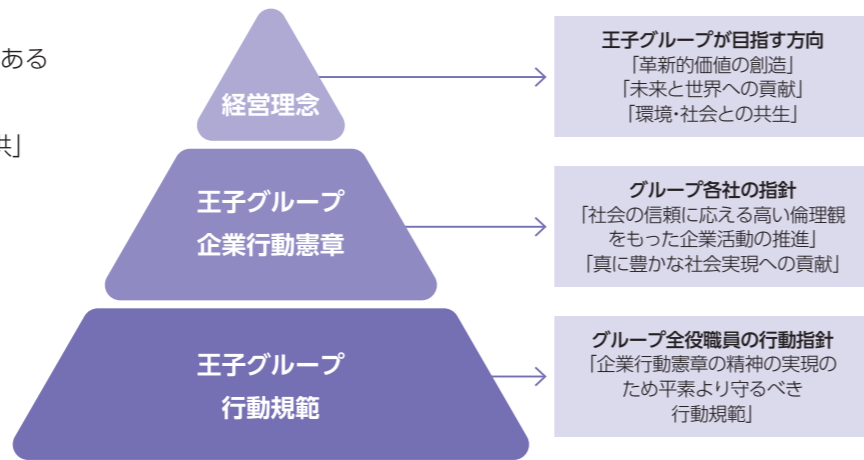 ある
供」
経営理念
王子グループが目指す方向
「革新的価値の創造」
「未来と世界への貢献」
「環境・社会との共生」
王子グループ
企業行動憲章
グループ各社の指針
「社会の信頼に応える高い倫理観
をもった企業活動の推進」
「真に豊かな社会実現への貢献」
王子グループ
行動規範
グループ全役職員の行動指針
「企業行動憲章の精神の実現の
ため平素より守るべき
行動規範」